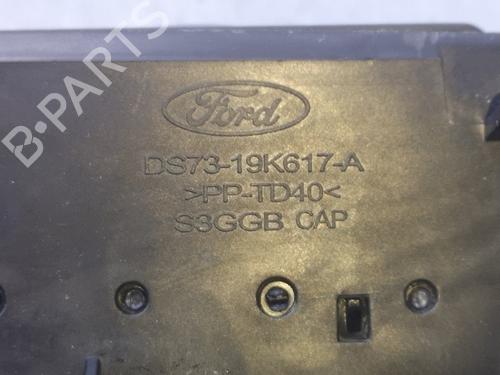 B-PARTS
Ford
DS73-19K617-A
>PP-TD40<
S3GGB CAP